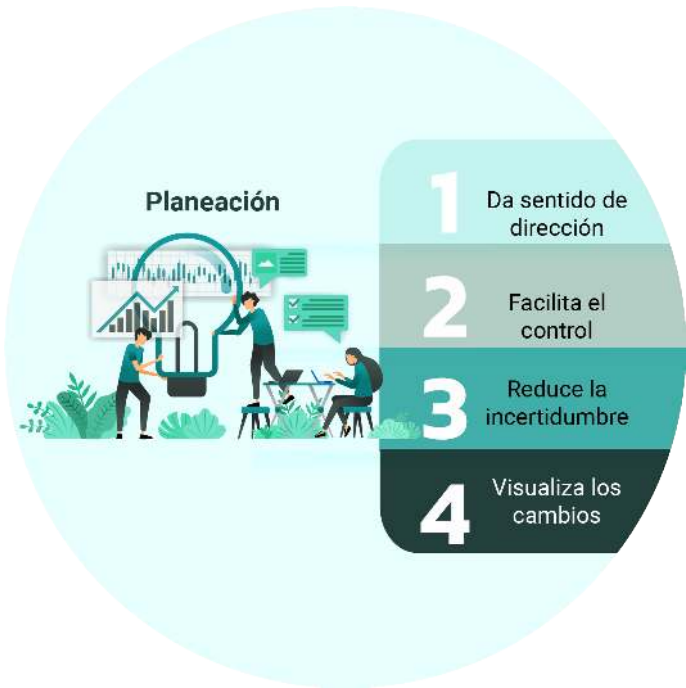 Planeación
1
Da sentido de
dirección
2
Facilita el
control
3
Reduce la
incertidumbre
4
Visualiza los
cambios